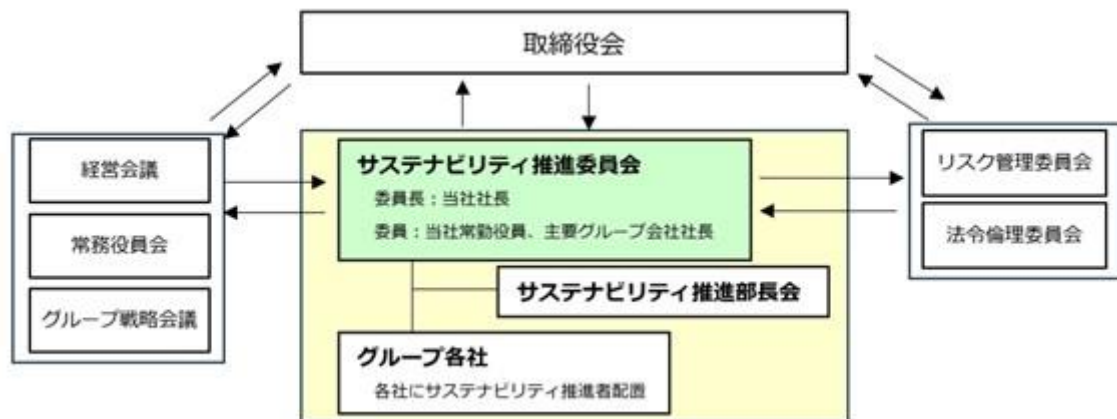 取締役会
経営会議
常務役員会
グループ戦略会議
サステナビリティ推進委員会
委員長：当社社長
委員：当社常勤役員、主要グループ会社社長
サステナビリティ推進部長会
グループ各社
各社にサステナビリティ推進者配置
リスク管理委員会
法令倫理委員会